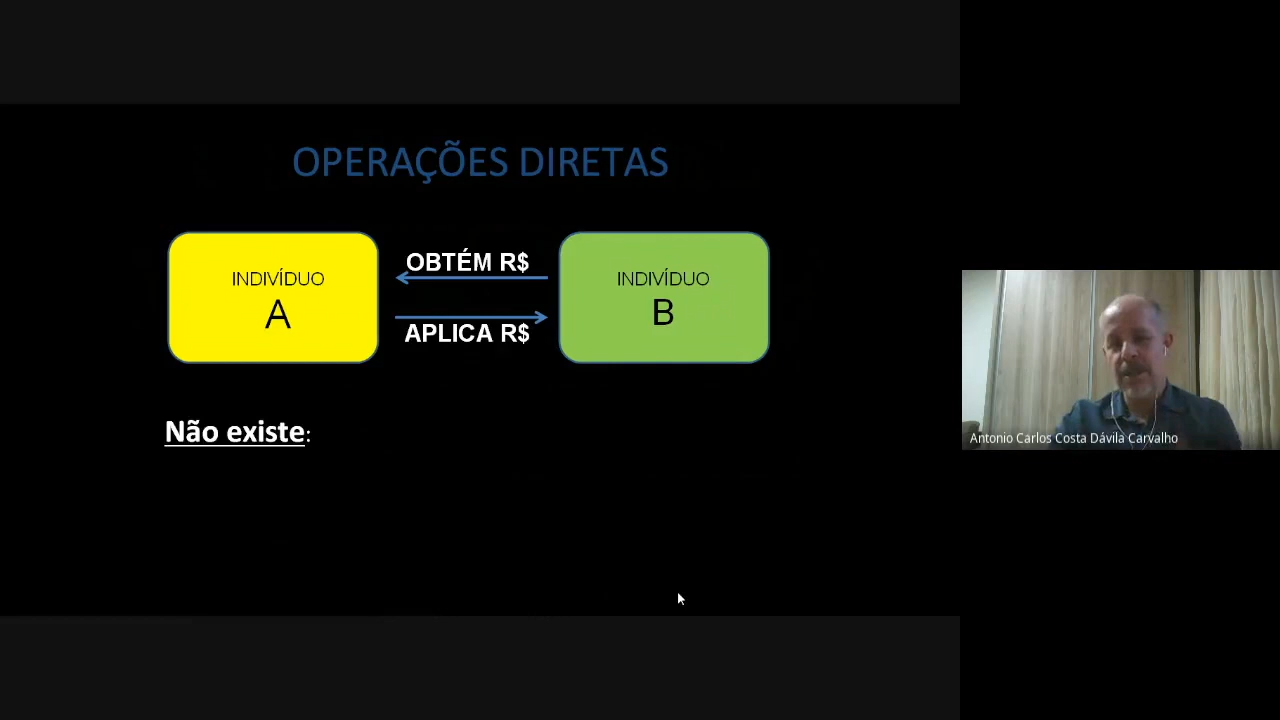 OPERAÇÕES DIRETAS
INDIVÍDUO
A
OBTÉM R$
APLICA R$
INDIVÍDUO
B
Não existe:
Antonio Carlos Costa Dávila Carvalho